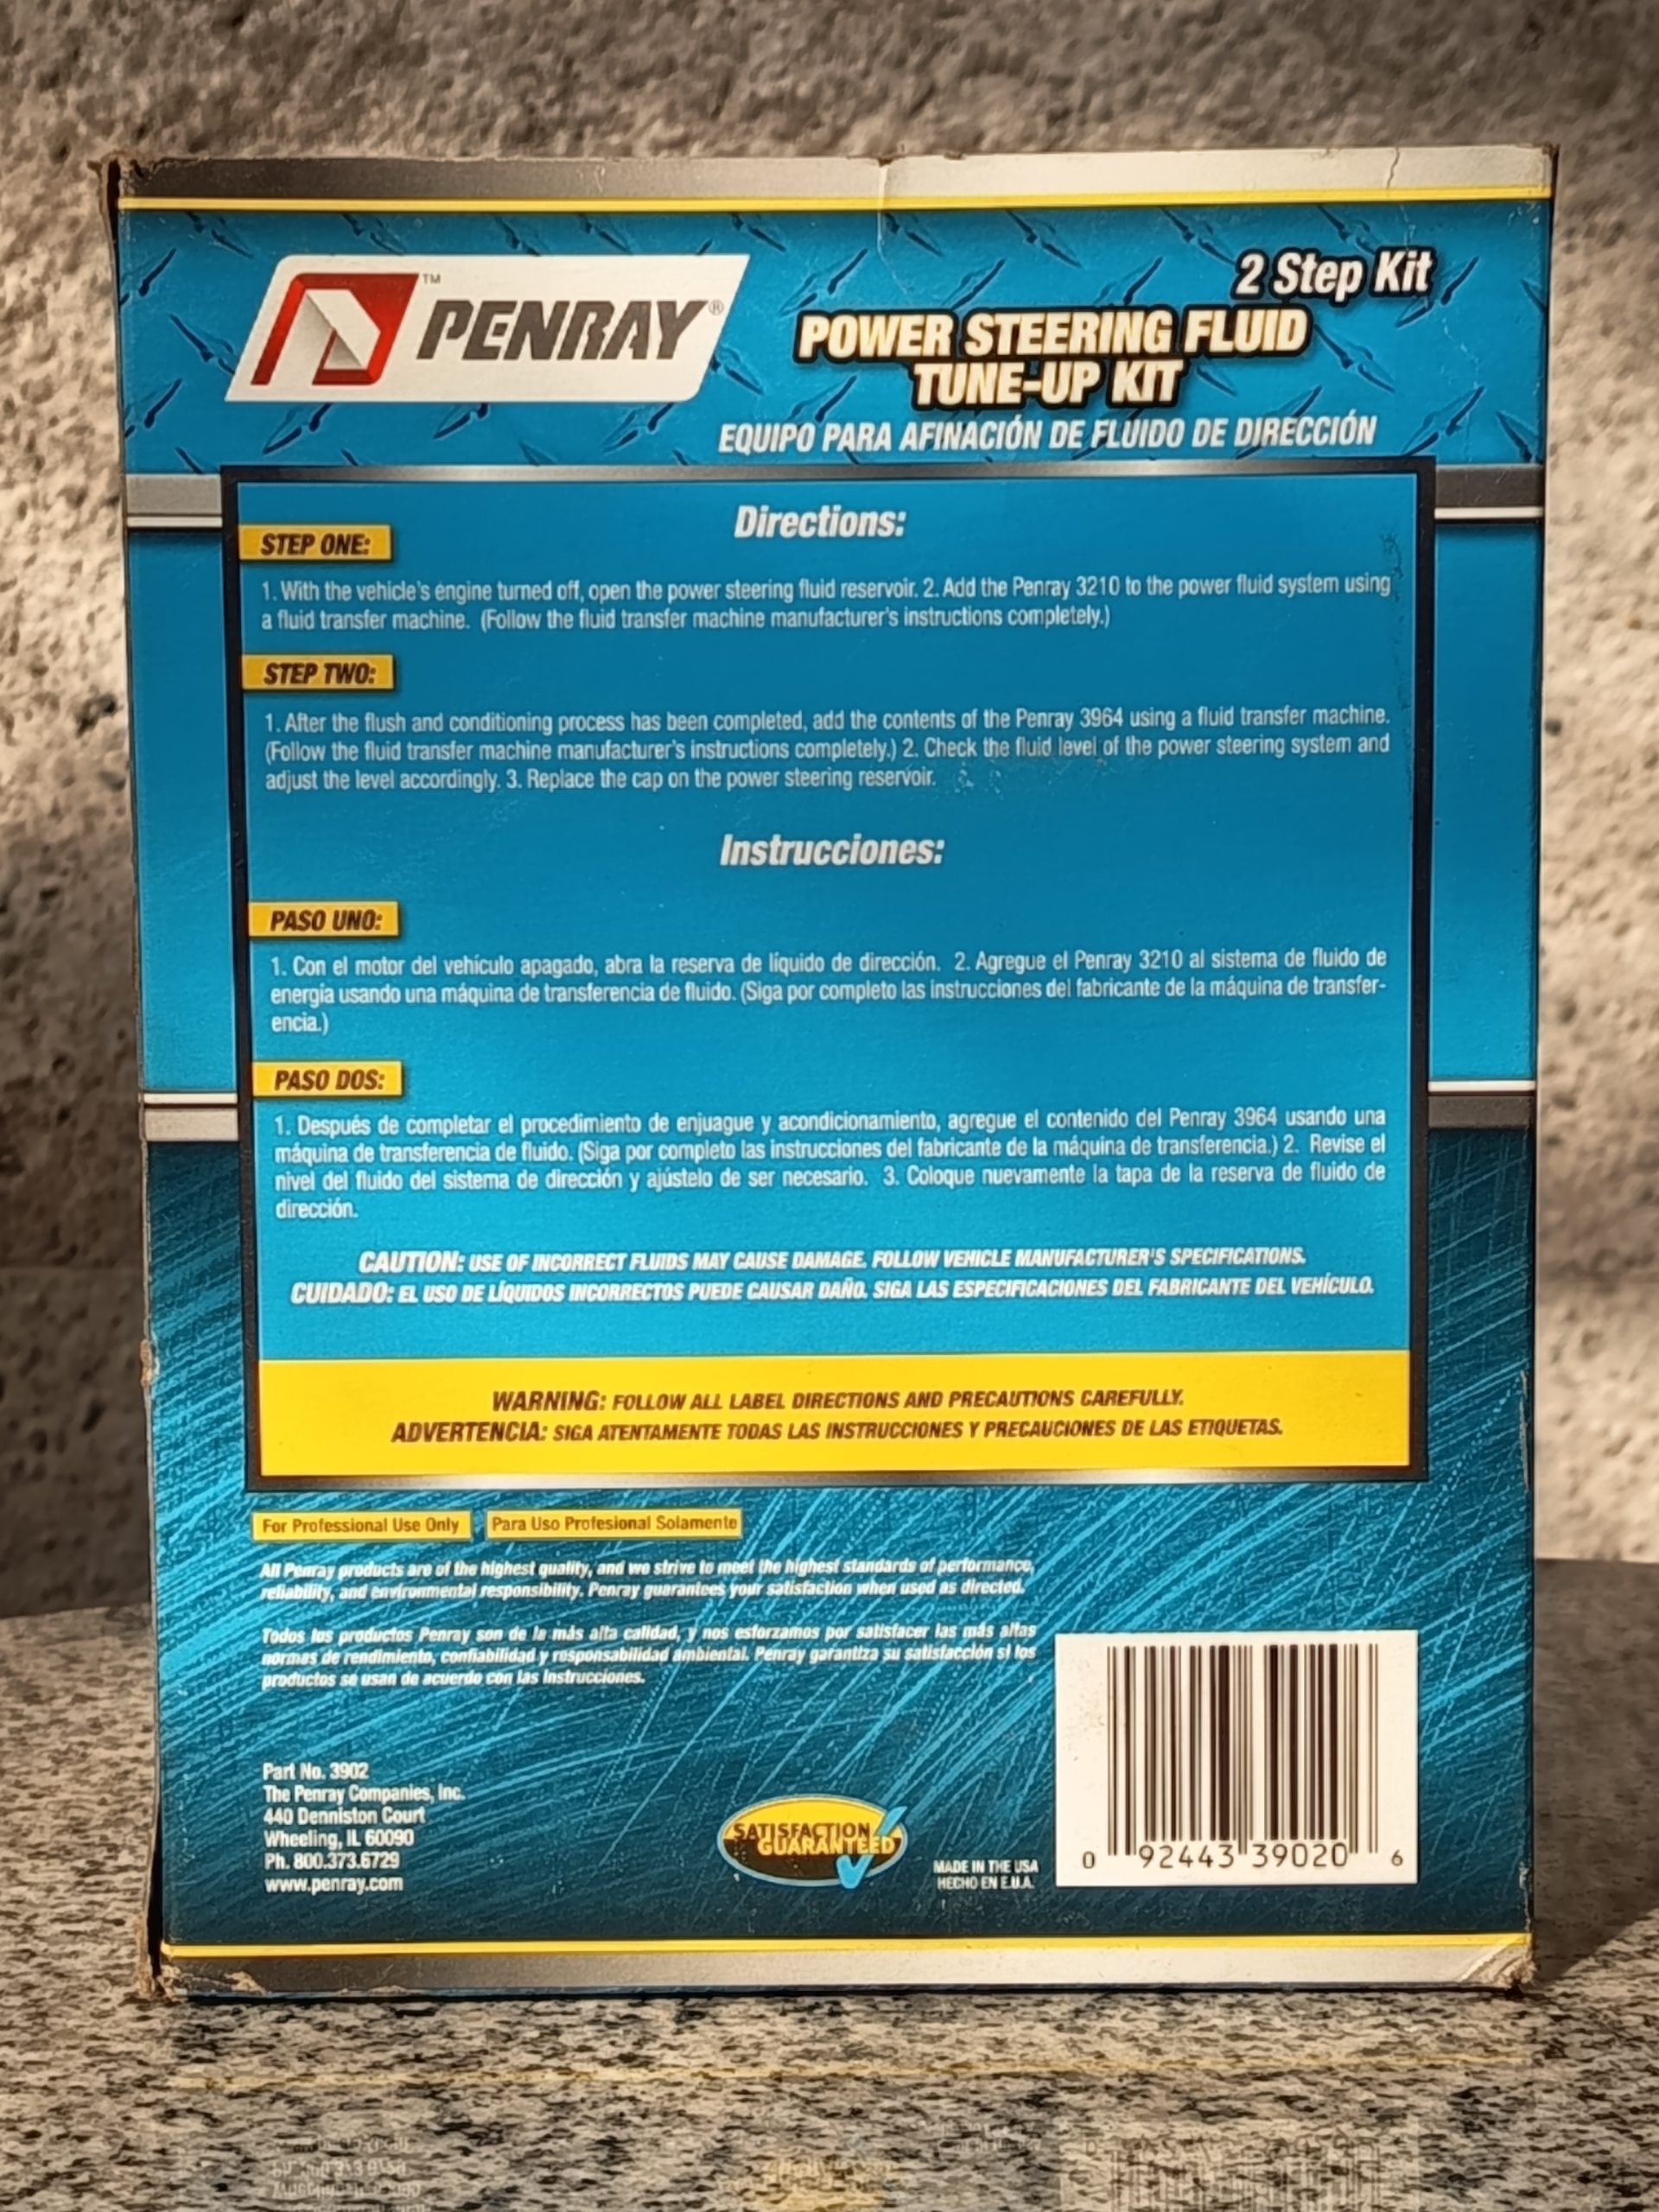 2 Step Kit
™ PENRAY®
POWER STEERING FLUID
TUNE-UP KIT
EQUIPO PARA AFINACIÓN DE FLUIDO DE DIRECCIÓN
Directions:
STEP ONE:
1. With the vehicle's engine turned off, open the power steering fluid reservoir. 2. Add the Penray 3210 to the power fluid system using
a fluid transfer machine. (Follow the fluid transfer machine manufacturer's instructions completely.)
STEP TWO:
1. After the flush and conditioning process has been completed, add the contents of the Penray 3964 using a fluid transfer machine.
(Follow the fluid transfer machine manufacturer's instructions completely.) 2. Check the fluid level of the power steering system and
adjust the level accordingly. 3. Replace the cap on the power steering reservoir.
Instrucciones:
PASO UNO:
1. Con el motor del vehículo apagado, abra la reserva de líquido de dirección. 2. Agregue el Penray 3210 al sistema de fluido de
energia usando una máquina de transferencia de fluido. (Siga por completo las instrucciones del fabricante de la máquina de transfer-
encia.)
PASO DOS:
1. Después de completar el procedimiento de enjuague y acondicionamiento, agregue el contenido del Penray 3964 usando una
máquina de transferencia de fluido. (Siga por completo las instrucciones del fabricante de la máquina de transferencia.) 2. Revise el
nivel del fluido del sistema de dirección y ajústelo de ser necesario. 3. Coloque nuevamente la tapa de la reserva de fluido de
dirección.
CAUTION: USE OF INCORRECT FLUIDS MAY CAUSE DAMAGE. FOLLOW VEHICLE MANUFACTURER'S SPECIFICATIONS.
CUIDADO: EL USO DE LÍQUIDOS INCORRECTOS PUEDE CAUSAR DAÑO. SIGA LAS ESPECIFICACIONES DEL FABRICANTE DEL VEHÍCULO.
WARNING: FOLLOW ALL LABEL DIRECTIONS AND PRECAUTIONS CAREFULLY.
ADVERTENCIA: SIGA ATENTAMENTE TODAS LAS INSTRUCCIONES Y PRECAUCIONES DE LAS ETIQUETAS.
For Professional Use Only
Para Uso Profesional Solamente
All Penray products are of the highest quality, and we strive to meet the highest standards of performance,
reliability, and environmental responsibility. Penray guarantees your satisfaction when used as directed.
Todos los productos Penray son de la más alta calidad, y nos esforzamos por satisfacer las más altas
normas de rendimiento, confiabilidad y responsabilidad ambiental. Penray garantiza su satisfacción si los
productos se usan de acuerdo con las Instrucciones.
Part No. 3902
The Penray Companies, Inc.
440 Denniston Court
Wheeling, IL 60090
Ph. 800.373.6729
www.penray.com
SATISFACTION
GUARANTEED
MADE IN THE USA
HECHO EN E.U.A.
0 92443 39020 6